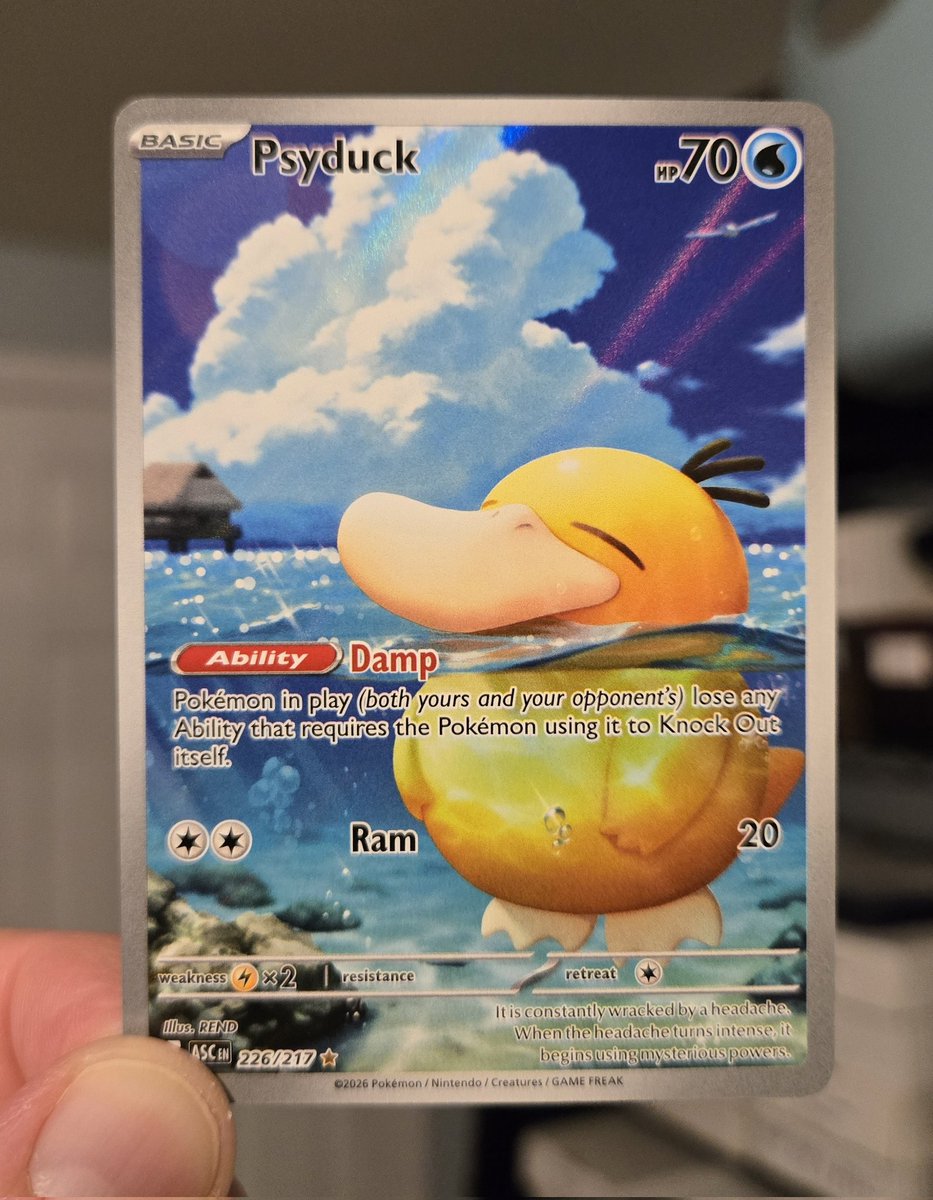 BASIC Psyduck HP 70
Ability Damp
Pokémon in play (both yours and your opponent's) lose any
Ability that requires the Pokémon using it to Knock Out
itself.
Ram 20
weakness ×2 resistance retreat
It is constantly wracked by a headache.
When the headache turns intense, it
begins using mysterious powers.
Illus. REND
ASC EN 226/217
©2026 Pokémon / Nintendo / Creatures / GAME FREAK